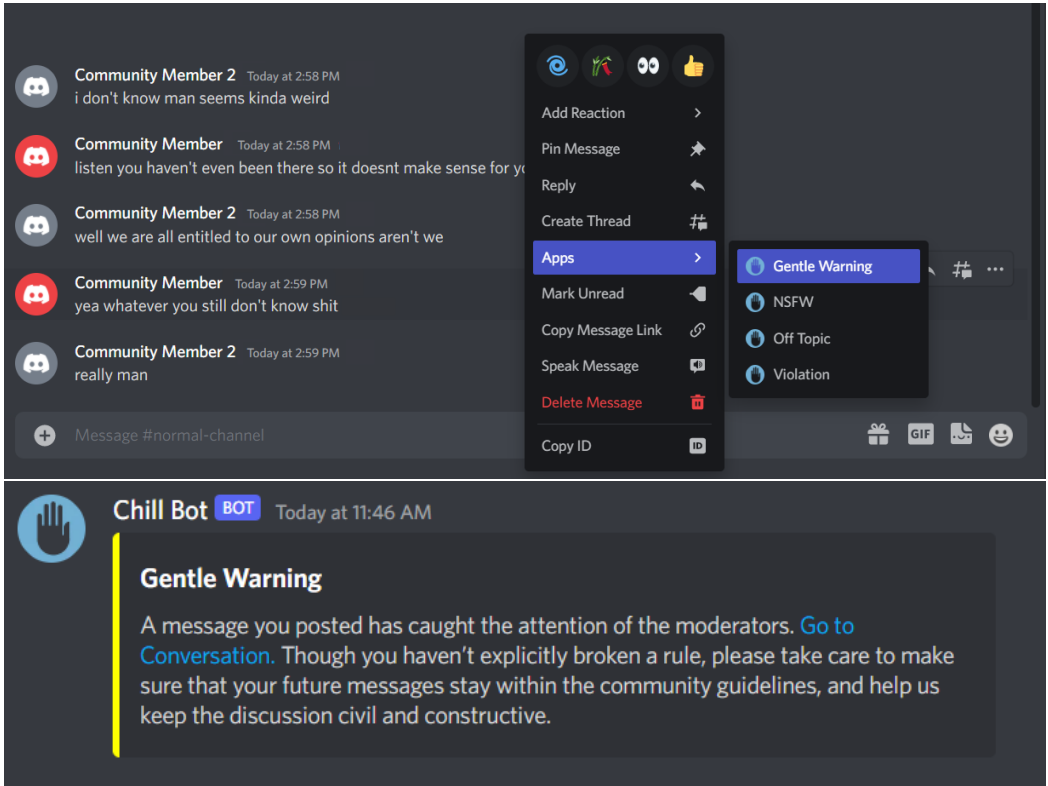 Community Member 2 Today at 2:58 PM
i don't know man seems kinda weird
Community Member Today at 2:58 PM
listen you haven't even been there so it doesnt make sense for
Community Member 2 Today at 2:58 PM
well we are all entitled to our own opinions aren't we
Community Member Today at 2:59 PM
yea whatever you still don't know shit
Community Member 2 Today at 2:59 PM
really man
Message #normal-channel
GIF
Add Reaction
Pin Message
Reply
Create Thread
Apps
Mark Unread
Copy Message Link
Speak Message
Delete Message
Copy ID
ID
Gentle Warning
NSFW
Off Topic
Violation
Chill Bot BOT Today at 11:46 AM
Gentle Warning
A message you posted has caught the attention of the moderators. Go to
Conversation. Though you haven't explicitly broken a rule, please take care to make
sure that your future messages stay within the community guidelines, and help us
keep the discussion civil and constructive.